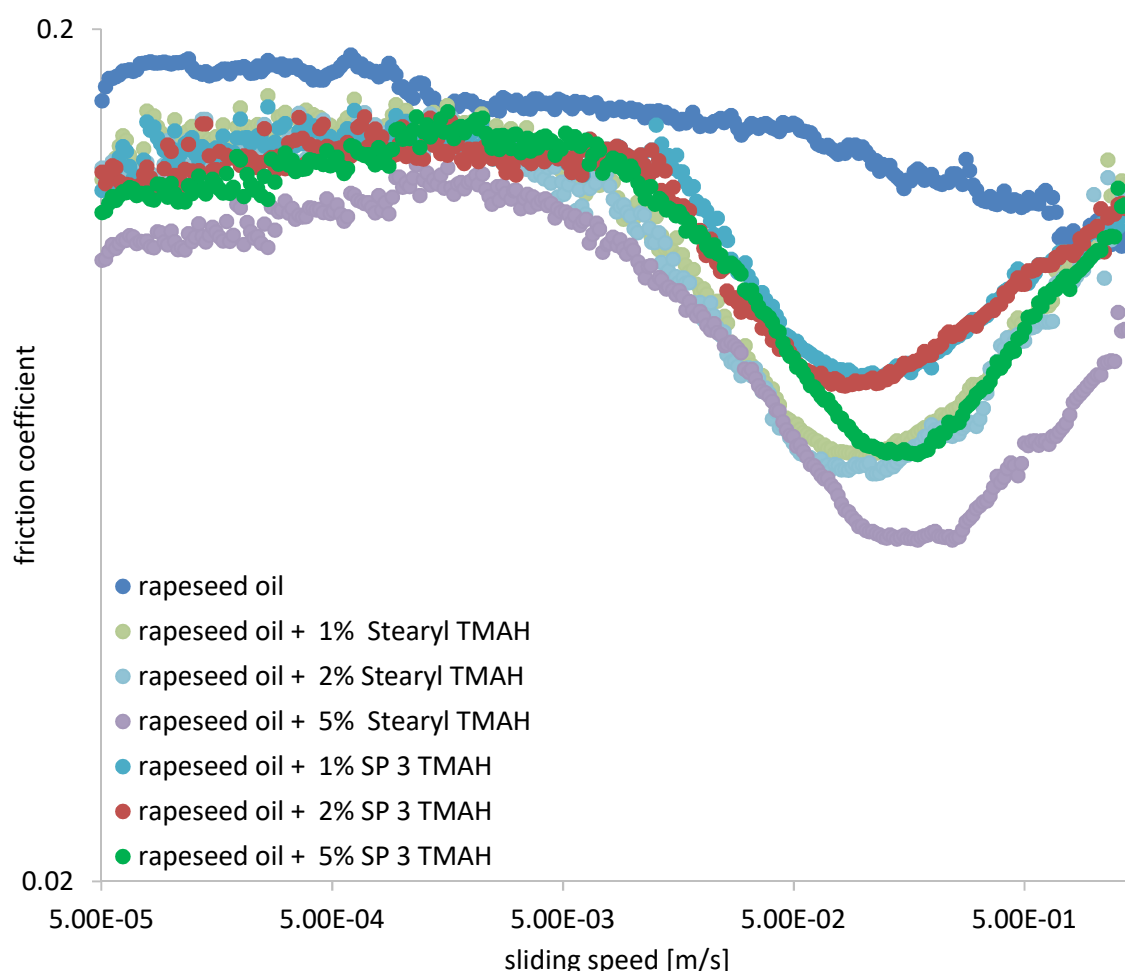 0.2
friction coefficient
rapeseed oil
rapeseed oil +  1%  Stearyl TMAH
rapeseed oil +  2% Stearyl TMAH
rapeseed oil +  5%  Stearyl TMAH
rapeseed oil +  1% SP 3 TMAH
rapeseed oil +  2% SP 3 TMAH
rapeseed oil +  5% SP 3 TMAH
0.02
5.00E-05 5.00E-04 5.00E-03 5.00E-02 5.00E-01
sliding speed [m/s]